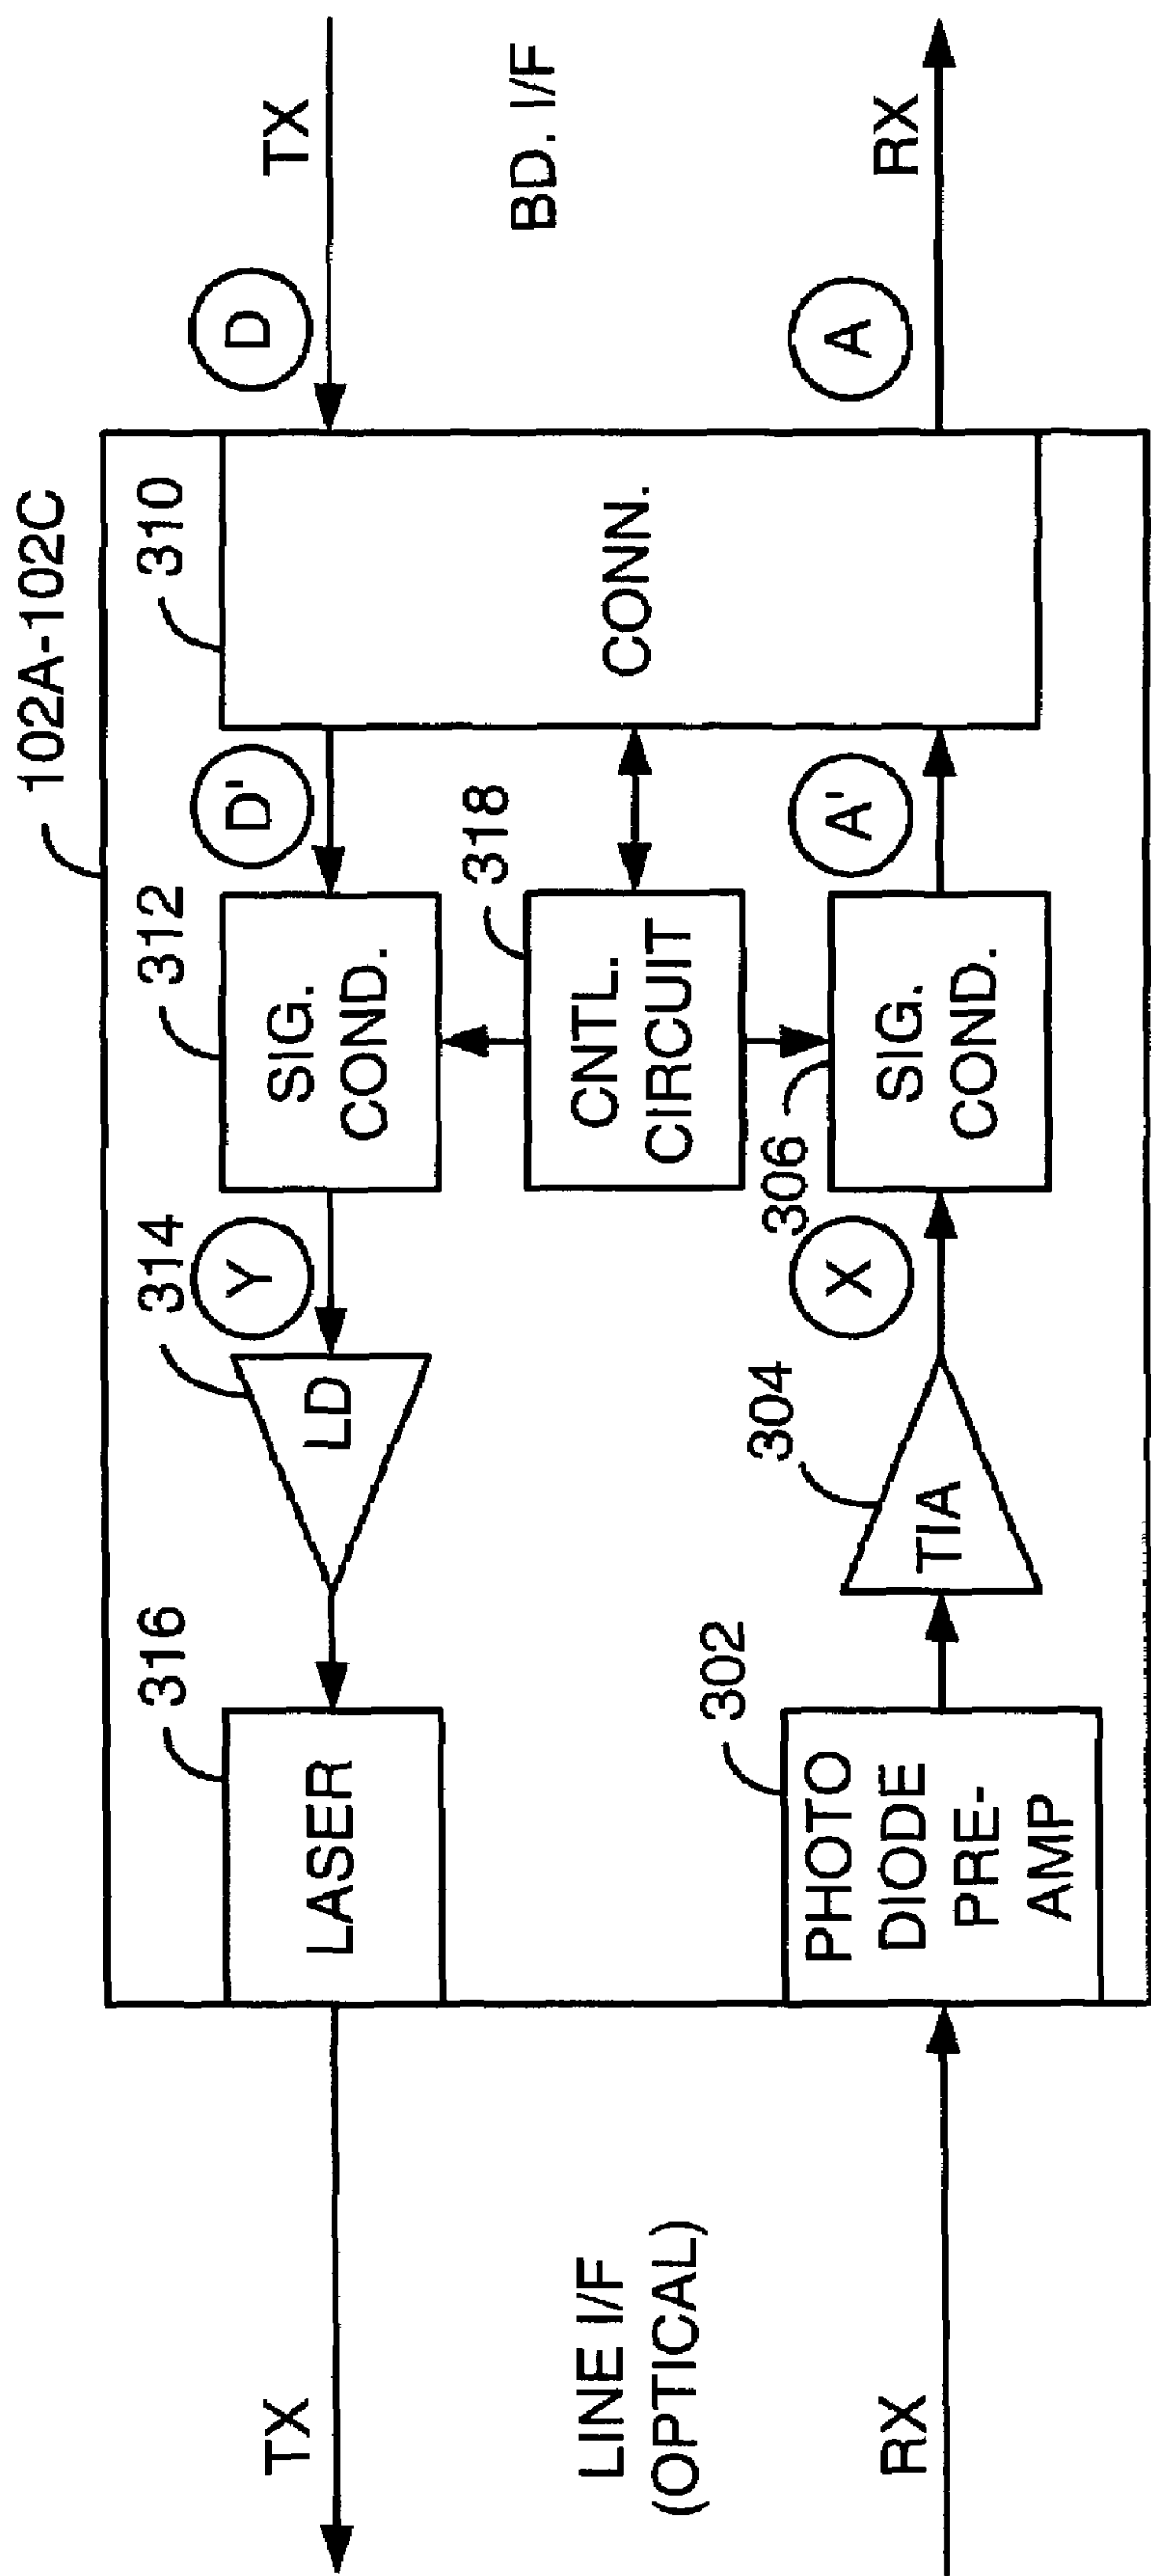 102A-102C
TX
LINE I/F
(OPTICAL)
RX
316
LASER
302
PHOTO
DIODE
PRE-
AMP
314
LD
Y
304
TIA
X
312
SIG.
COND.
D'
318
CNTL.
CIRCUIT
306
SIG.
COND.
A'
310
CONN.
D
TX
BD. I/F
A
RX